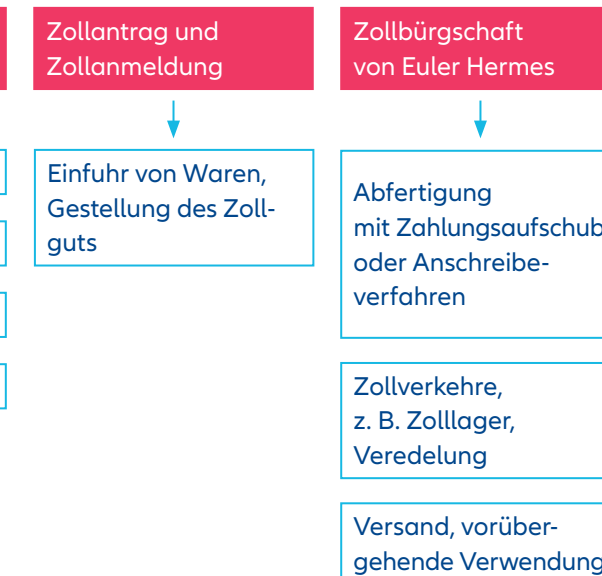 Zollantrag und
Zollanmeldung
Einfuhr von Waren,
Gestellung des Zoll-
guts
Zollbürgschaft
von Euler Hermes
Abfertigung
mit Zahlungsaufschub
oder Anschreibe-
verfahren
Zollverkehre,
z. B. Zolllager,
Veredelung
Versand, vorüber-
gehende Verwendung